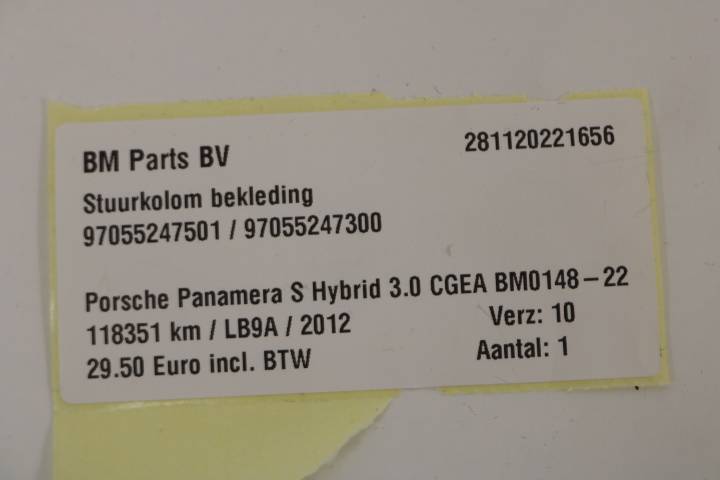 BM Parts BV 281120221656
Stuurkolom bekleding
97055247501 / 97055247300
Porsche Panamera S Hybrid 3.0 CGEA BM0148-22
118351 km / LB9A / 2012 Verz: 10
29.50 Euro incl. BTW Aantal: 1